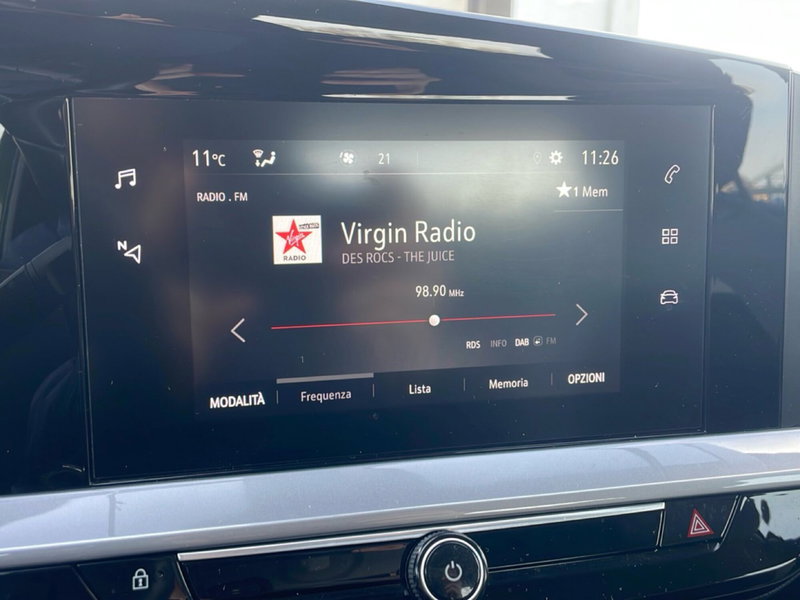 11°C 21 11:26
RADIO . FM
1 Mem
N
Virgin Radio
RADIO
DES ROCS - THE JUICE
98.90 MHz
RDS INFO DAB FM
1
MODALITÀ Frequenza Lista Memoria OPZIONI